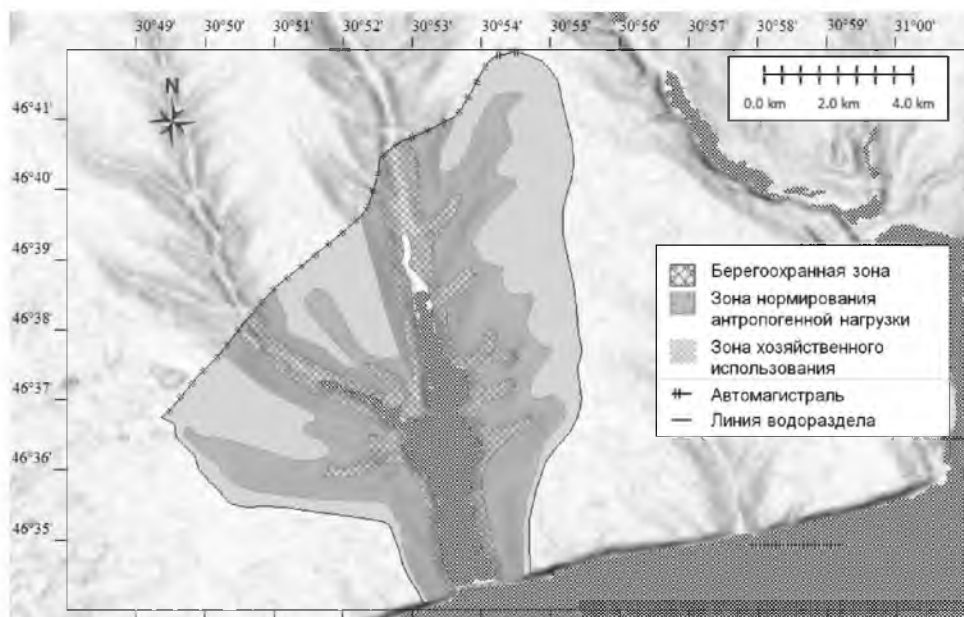 30°49' 30°50' 30°51' 30°52' 30°53' 30°54' 30°55' 30°56' 30°57' 30°58' 30°59' 31°00'
N
0.0 km 2.0 km 4.0 km
46°41'
46°40'
46°39'
46°38'
46°37'
46°36'
46°35'
Берегоохранная зона
Зона нормирования
антропогенной нагрузки
Зона хозяйственного
использования
Автомагистраль
Линия водораздела